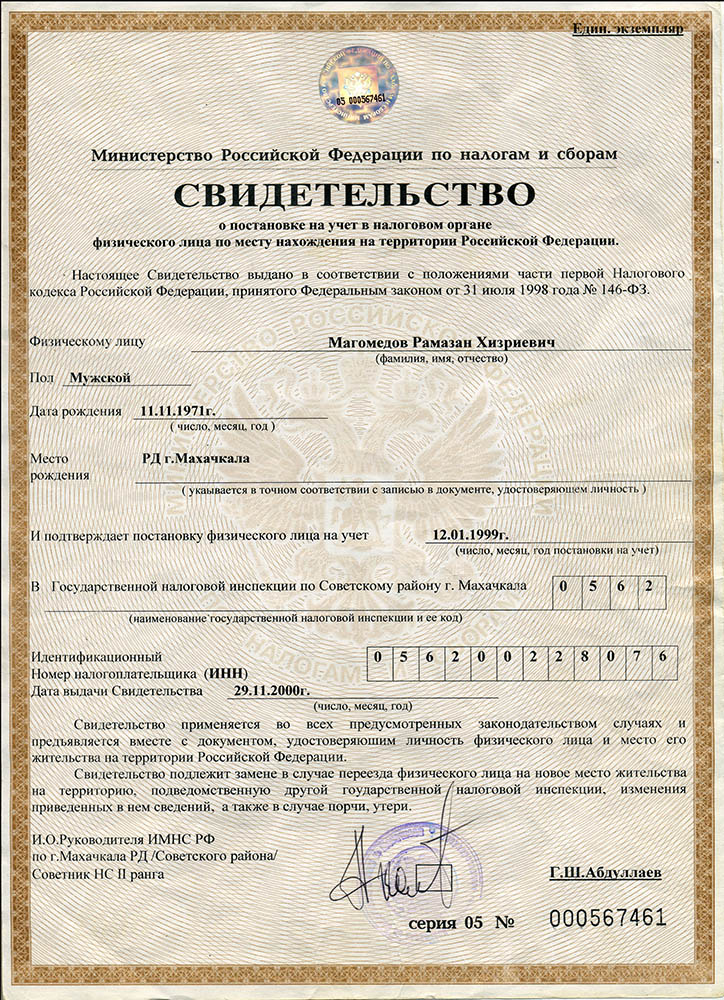 Един. экземпляр
05 000567461
Министерство Российской Федерации по налогам и сборам
СВИДЕТЕЛЬСТВО
о постановке на учет в налоговом органе
физического лица по месту нахождения на территории Российской Федерации.
Настоящее Свидетельство выдано в соответствии с положениями части первой Налогового
кодекса Российской Федерации, принятого Федеральным законом от 31 июля 1998 года № 146-ФЗ.
Физическому лицу Магомедов Рамазан Хизриевич
(фамилия, имя, отчество)
Пол Мужской
Дата рождения 11.11.1971г.
( число, месяц, год )
Место РД г.Махачкала
рождения
( укаывается в точном соответствии с записью в документе, удостоверяющем личность )
И подтверждает постановку физического лица на учет 12.01.1999г.
(число, месяц, год постановки на учет)
В Государственной налоговой инспекции по Советскому району г. Махачкала 0 5 6 2
(наименование государственной налоговой инспекции и ее код)
Идентификационный 0 5 6 2 0 0 2 2 8 0 7 6
Номер налогоплательщика (ИНН)
Дата выдачи Свидетельства 29.11.2000г.
(число, месяц, год)
Свидетельство применяется во всех предусмотренных законодательством случаях и
предъявляется вместе с документом, удостоверяюшим личность физического лица и место его
жительства на территории Российской Федерации.
Свидетельство подлежит замене в случае переезда физического лица на новое место жительства
на территорию, подведомственную другой гоударственной налоговой инспекции, изменения
приведенных в нем сведений, а также в случае порчи, утери.
И.О.Руководителя ИМНС РФ
по г.Махачкала РД /Советского района/
Советник НС II ранга Г.Ш.Абдуллаев
серия 05 № 000567461